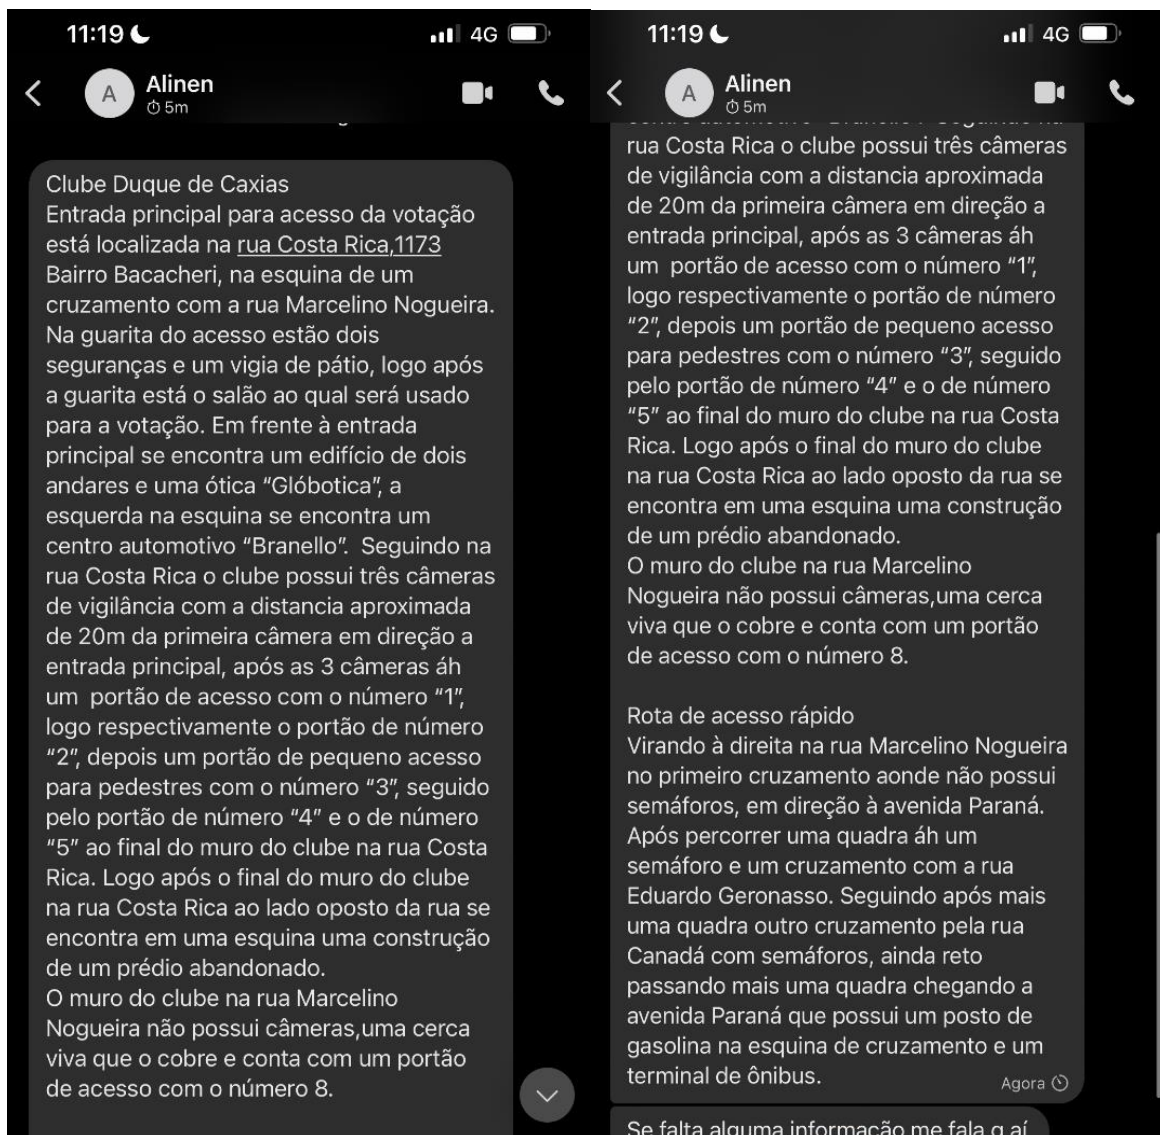 11:19
4G
Alinen
5m
Clube Duque de Caxias
Entrada principal para acesso da votação
está localizada na rua Costa Rica,1173
Bairro Bacacheri, na esquina de um
cruzamento com a rua Marcelino Nogueira.
Na guarita do acesso estão dois
seguranças e um vigia de pátio, logo após
a guarita está o salão ao qual será usado
para a votação. Em frente à entrada
principal se encontra um edifício de dois
andares e uma ótica “Glóbotica”, a
esquerda na esquina se encontra um
centro automotivo “Branello”.  Seguindo na
rua Costa Rica o clube possui três câmeras
de vigilância com a distancia aproximada
de 20m da primeira câmera em direção a
entrada principal, após as 3 câmeras áh
um  portão de acesso com o número “1”,
logo respectivamente o portão de número
“2”, depois um portão de pequeno acesso
para pedestres com o número “3”, seguido
pelo portão de número “4” e o de número
“5” ao final do muro do clube na rua Costa
Rica. Logo após o final do muro do clube
na rua Costa Rica ao lado oposto da rua se
encontra em uma esquina uma construção
de um prédio abandonado.
O muro do clube na rua Marcelino
Nogueira não possui câmeras,uma cerca
viva que o cobre e conta com um portão
de acesso com o número 8.
11:19
4G
Alinen
5m
rua Costa Rica o clube possui três câmeras
de vigilância com a distancia aproximada
de 20m da primeira câmera em direção a
entrada principal, após as 3 câmeras áh
um  portão de acesso com o número “1”,
logo respectivamente o portão de número
“2”, depois um portão de pequeno acesso
para pedestres com o número “3”, seguido
pelo portão de número “4” e o de número
“5” ao final do muro do clube na rua Costa
Rica. Logo após o final do muro do clube
na rua Costa Rica ao lado oposto da rua se
encontra em uma esquina uma construção
de um prédio abandonado.
O muro do clube na rua Marcelino
Nogueira não possui câmeras,uma cerca
viva que o cobre e conta com um portão
de acesso com o número 8.
Rota de acesso rápido
Virando à direita na rua Marcelino Nogueira
no primeiro cruzamento aonde não possui
semáforos, em direção à avenida Paraná.
Após percorrer uma quadra áh um
semáforo e um cruzamento com a rua
Eduardo Geronasso. Seguindo após mais
uma quadra outro cruzamento pela rua
Canadá com semáforos, ainda reto
passando mais uma quadra chegando a
avenida Paraná que possui um posto de
gasolina na esquina de cruzamento e um
terminal de ônibus.
Agora
Se falta alguma informação me fala q aí